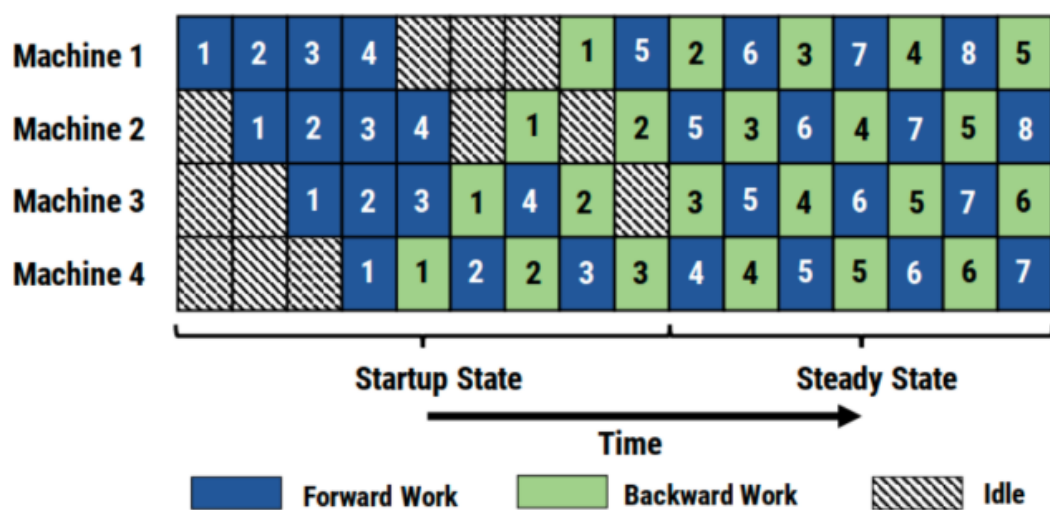 Machine 1 1 2 3 4 1 5 2 6 3 7 4 8 5
Machine 2 1 2 3 4 1 2 5 3 6 4 7 5 8
Machine 3 1 2 3 1 4 2 3 5 4 6 5 7 6
Machine 4 1 1 2 2 3 3 4 4 5 5 6 6 7
Startup State Steady State
Time
Forward Work Backward Work Idle